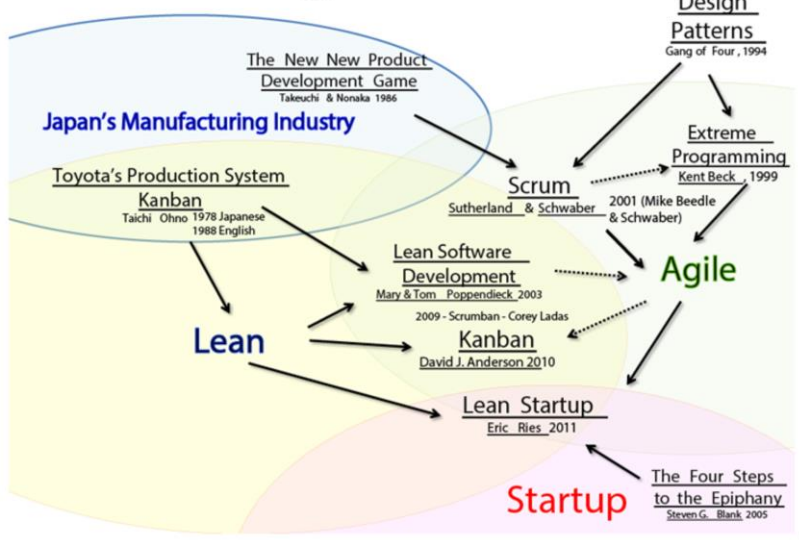 Design
Patterns
Gang of Four , 1994
The New New Product
Development Game
Takeuchi & Nonaka 1986
Japan's Manufacturing Industry
Extreme
Programming
Kent Beck , 1999
Toyota's Production System
Kanban
Taichi Ohno 1978 Japanese
1988 English
Scrum
Sutherland & Schwaber
2001 (Mike Beedle
& Schwaber)
Lean Software
Development
Mary & Tom Poppendieck 2003
Agile
2009 - Scrumban - Corey Ladas
Kanban
David J. Anderson 2010
Lean
Lean Startup
Eric Ries 2011
Startup
The Four Steps
to the Epiphany
Steven G. Blank 2005